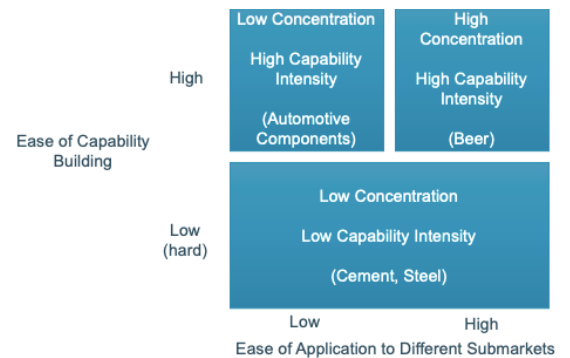 Low Concentration
High Capability
Intensity
(Automotive
Components)
High
Concentration
High Capability
Intensity
(Beer)
High
Ease of Capability
Building
Low Concentration
Low Capability Intensity
(Cement, Steel)
Low
(hard)
Low
High
Ease of Application to Different Submarkets